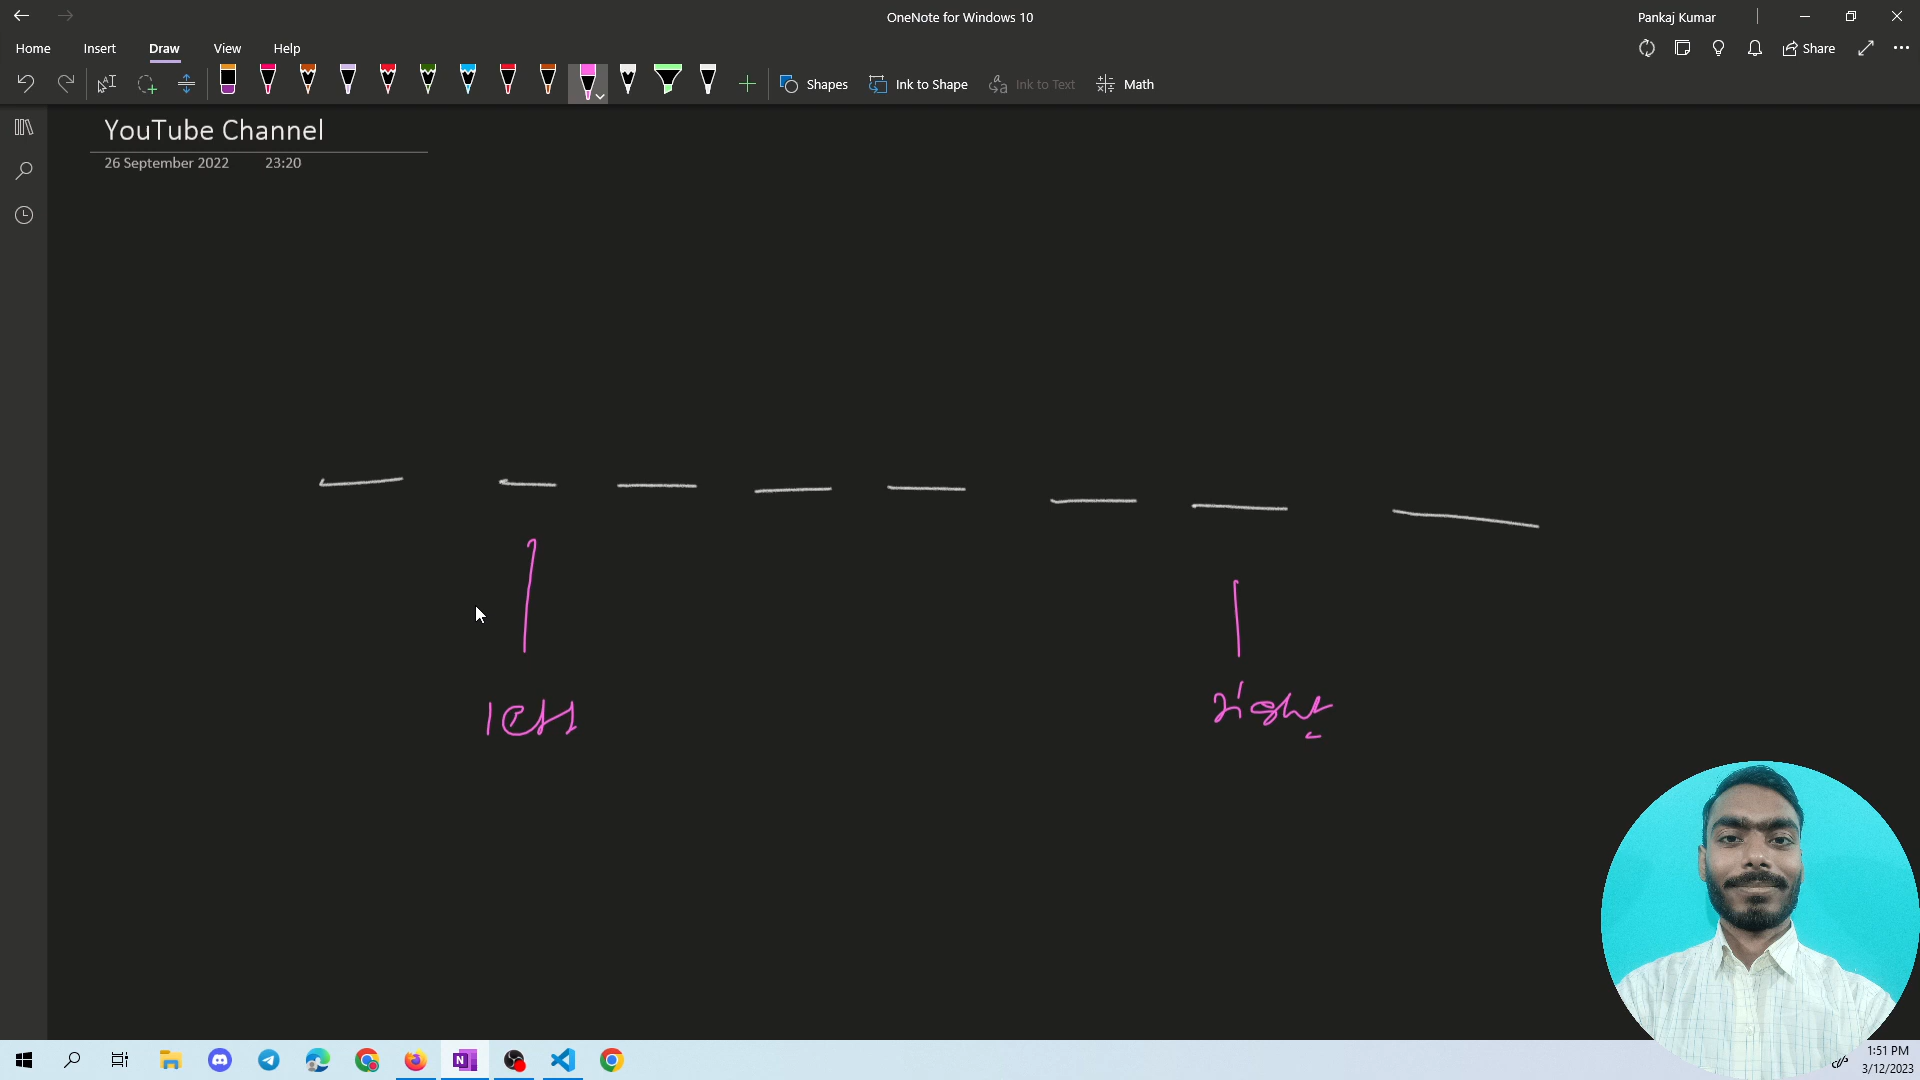 OneNote for Windows 10
Pankaj Kumar
Home Insert Draw View Help
Share
Shapes Ink to Shape Ink to Text Math
YouTube Channel
26 September 2022 23:20
left right
1:51 PM
3/12/2023